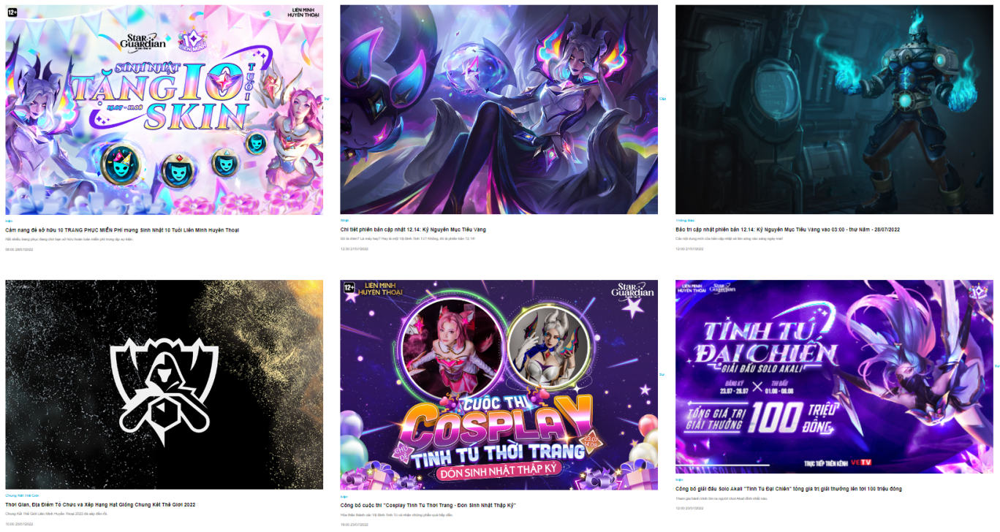 12+
LIÊN MINH
HUYỀN THOẠI
STAR
GUARDIAN
LIÊN MINH
SINH NHẬT
TẶNG 10
TUỔI
15.07 - 11.08
SKIN
Sự
kiện
Cẩm nang để sở hữu 10 TRANG PHỤC MIỄN PHÍ mừng Sinh Nhật 10 Tuổi Liên Minh Huyền Thoại
Rất nhiều trang phục đang chờ bạn sở hữu hoàn toàn miễn phí trong dịp sự kiện.
08:00 28/07/2022
Cập
Nhật
Chi tiết phiên bản cập nhật 12.14: Kỷ Nguyên Mục Tiêu Vàng
Đó là chim? Là máy bay? Hay là một Vệ Binh Tinh Tú? Không, đó là phiên bản 12.14!
12:30 27/07/2022
Thông Báo
Bảo trì cập nhật phiên bản 12.14: Kỷ Nguyên Mục Tiêu Vàng vào 03:00 - thứ Năm - 28/07/2022
Các nội dung mới của bản cập nhật sẽ lên sóng vào sáng ngày mai!
12:00 27/07/2022
Chung Kết Thế Giới
Thời Gian, Địa Điểm Tổ Chức và Xếp Hạng Hạt Giống Chung Kết Thế Giới 2022
Chung Kết Thế Giới Liên Minh Huyền Thoại 2022 đã sắp đến rồi.
10:00 25/07/2022
12+
LIÊN MINH
HUYỀN THOẠI
STAR
GUARDIAN
CUỘC THI
COSPLAY
23.07
14.08
CHỦ
ĐỀ
TINH TÚ THỜI TRANG
ĐÓN SINH NHẬT THẬP KỶ
Sự
kiện
Công bố cuộc thi "Cosplay Tinh Tú Thời Trang - Đón Sinh Nhật Thập Kỷ"
Hóa thân thành các Vệ Binh Tinh Tú và nhận những phần quà hấp dẫn.
16:00 23/07/2022
LIÊN MINH
HUYỀN THOẠI
STAR
GUARDIAN
TINH TÚ
ĐẠI CHIẾN
GIẢI ĐẤU SOLO AKALI
ĐĂNG KÝ
23.07 - 28.07
THI ĐẤU
01.08 - 08.08
TỔNG GIÁ TRỊ
GIẢI THƯỞNG
100
TRIỆU
ĐỒNG
TRỰC TIẾP TRÊN KÊNH VETV
Sự
kiện
Công bố giải đấu Solo Akali "Tinh Tú Đại Chiến" tổng giá trị giải thưởng lên tới 100 triệu đồng
Tham gia hành trình tìm ra người chơi Akali đỉnh nhất nào.
12:00 23/07/2022